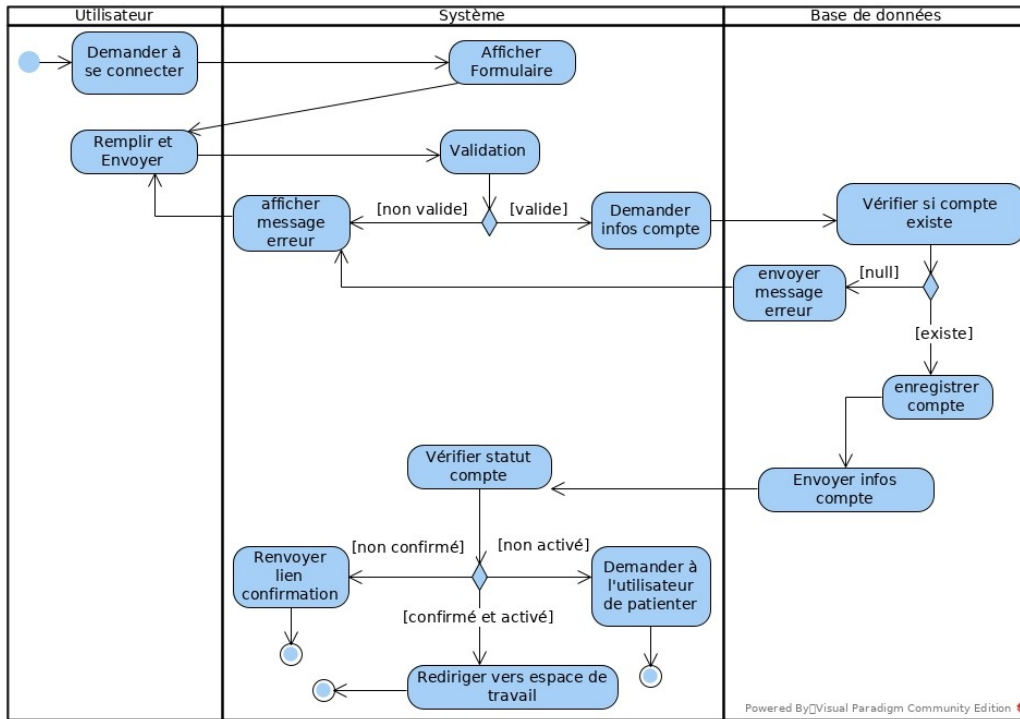 Utilisateur
Système
Base de données
Demander à
se connecter
Afficher
Formulaire
Remplir et
Envoyer
Validation
afficher
message
erreur
[non valide]
[valide]
Demander
infos compte
Vérifier si compte
existe
envoyer
message
erreur
[null]
[existe]
enregistrer
compte
Vérifier statut
compte
Envoyer infos
compte
Renvoyer
lien
confirmation
[non confirmé]
[non activé]
Demander à
l'utilisateur
de patienter
[confirmé et activé]
Rediriger vers espace de
travail
Powered By Visual Paradigm Community Edition